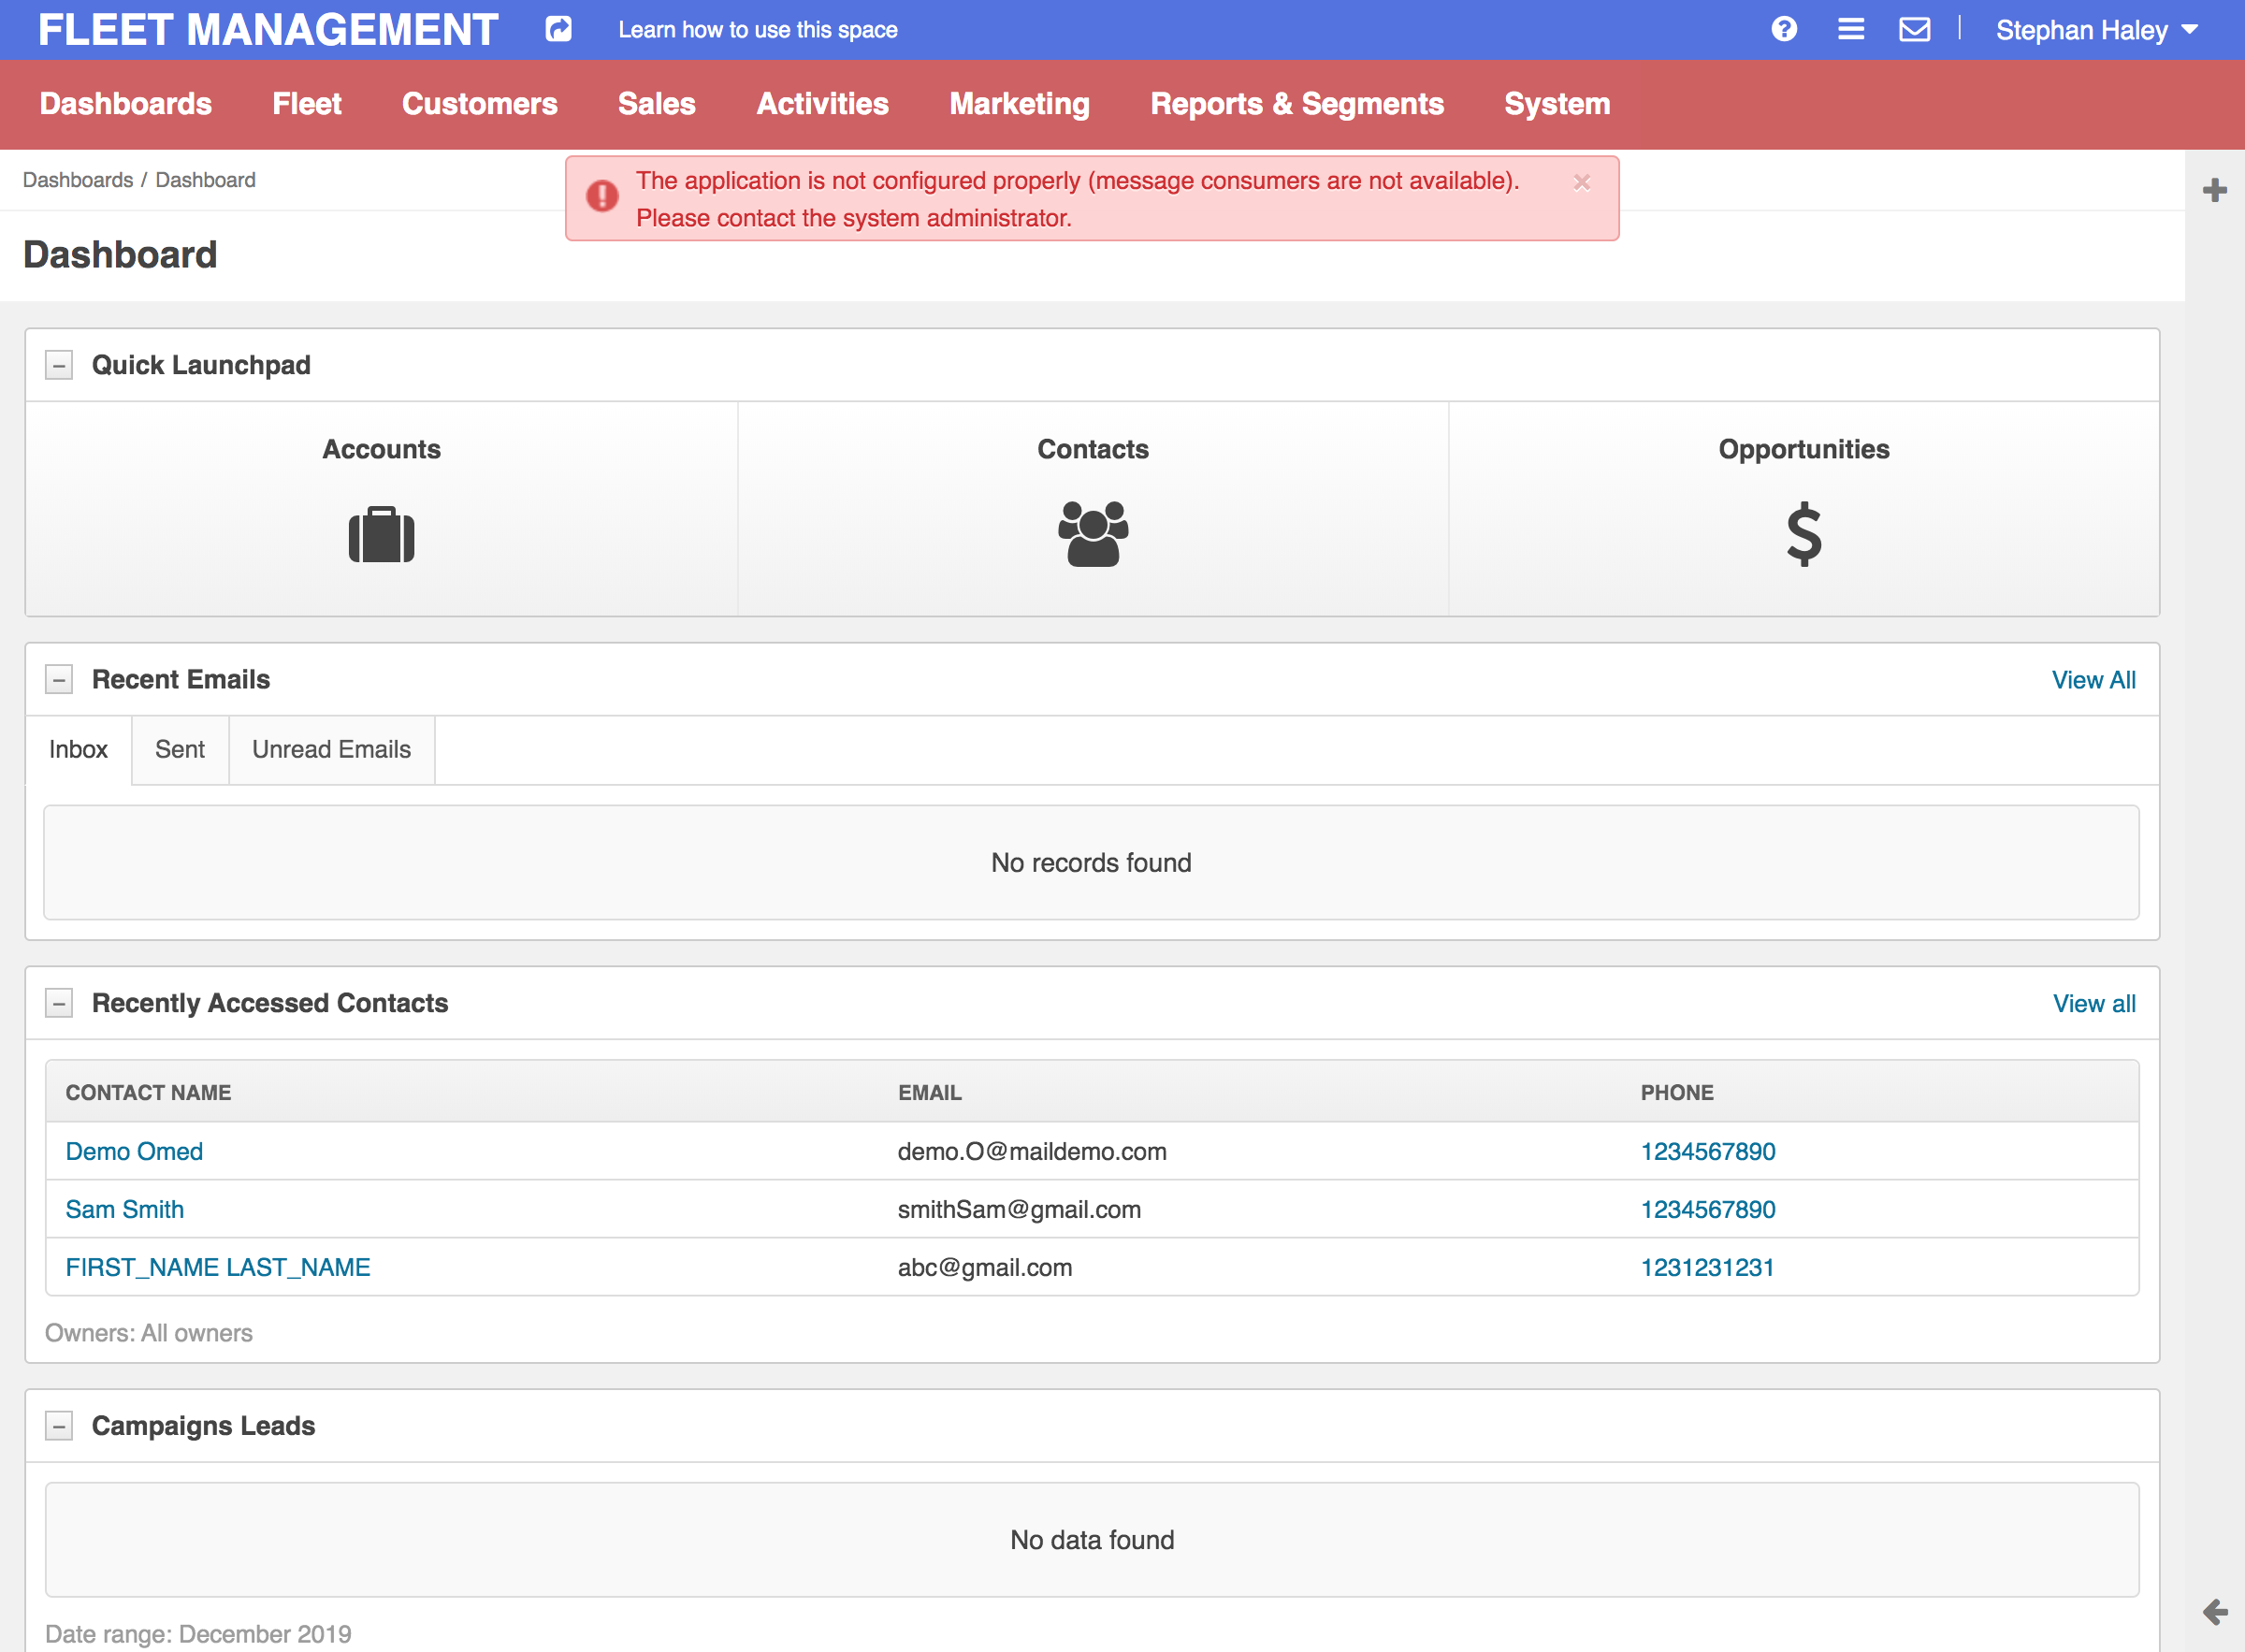 FLEET MANAGEMENT
Learn how to use this space
Stephan Haley
Dashboards Fleet Customers Sales Activities Marketing Reports & Segments System
Dashboards / Dashboard
The application is not configured properly (message consumers are not available).
Please contact the system administrator.
×
Dashboard
Quick Launchpad
Accounts Contacts Opportunities
Recent Emails View All
Inbox Sent Unread Emails
No records found
Recently Accessed Contacts View all
CONTACT NAME EMAIL PHONE
Demo Omed demo.O@maildemo.com 1234567890
Sam Smith smithSam@gmail.com 1234567890
FIRST_NAME LAST_NAME abc@gmail.com 1231231231
Owners: All owners
Campaigns Leads
No data found
Date range: December 2019